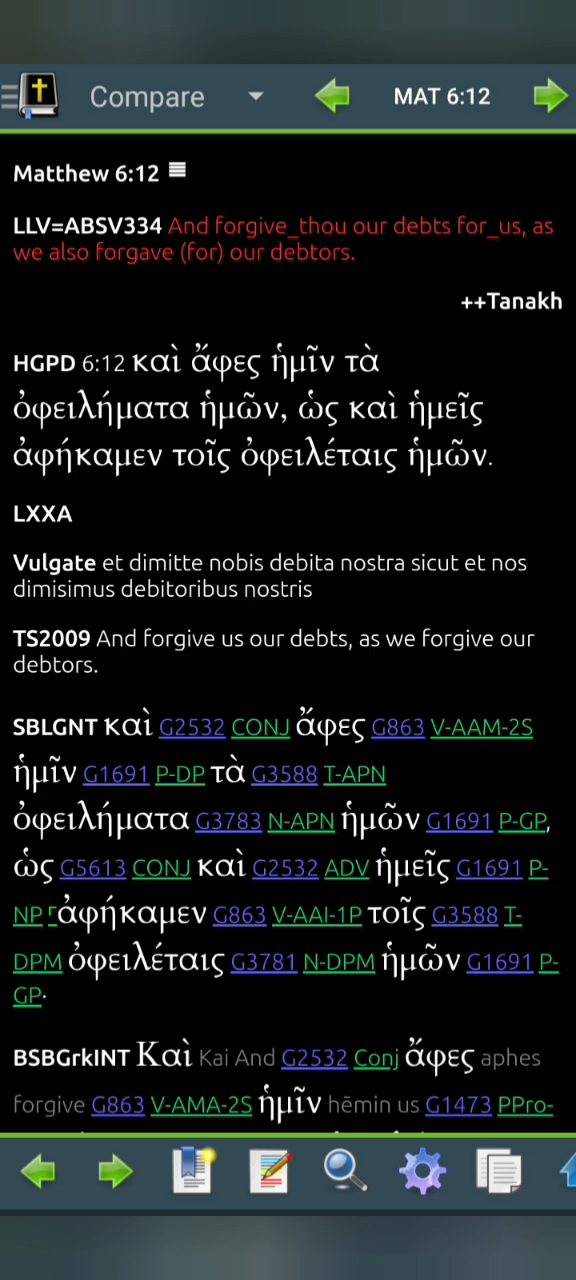 Compare
MAT 6:12
Matthew 6:12
LLV=ABSV334 And forgive_thou our debts for_us, as
we also forgave (for) our debtors.
++Tanakh
HGPD 6:12 καὶ ἄφες ἡμῖν τὰ
ὀφειλήματα ἡμῶν, ὡς καὶ ἡμεῖς
ἀφήκαμεν τοῖς ὀφειλέταις ἡμῶν.
LXXA
Vulgate et dimitte nobis debita nostra sicut et nos
dimisimus debitoribus nostris
TS2009 And forgive us our debts, as we forgive our
debtors.
SBLGNT καὶ G2532 CONJ ἄφες G863 V-AAM-2S
ἡμῖν G1691 P-DP τὰ G3588 T-APN
ὀφειλήματα G3783 N-APN ἡμῶν G1691 P-GP,
ὡς G5613 CONJ καὶ G2532 ADV ἡμεῖς G1691 P-
NP ⸀ἀφήκαμεν G863 V-AAI-1P τοῖς G3588 T-
DPM ὀφειλέταις G3781 N-DPM ἡμῶν G1691 P-
GP·
BSBGrkINT Καὶ Kai And G2532 Conj ἄφες aphes
forgive G863 V-AMA-2S ἡμῖν hēmin us G1473 PPro-